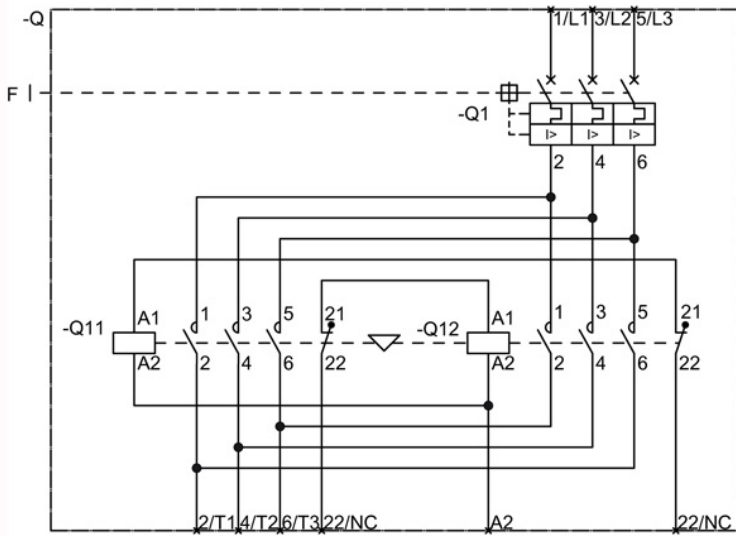 -Q 1/L1 3/L2 5/L3
F
-Q1
I> I> I>
2 4 6
A1 1 3 5 21 A1 1 3 5 21
-Q11 -Q12
A2 2 4 6 22 A2 2 4 6 22
2/T1 4/T2 6/T3 22/NC A2 22/NC